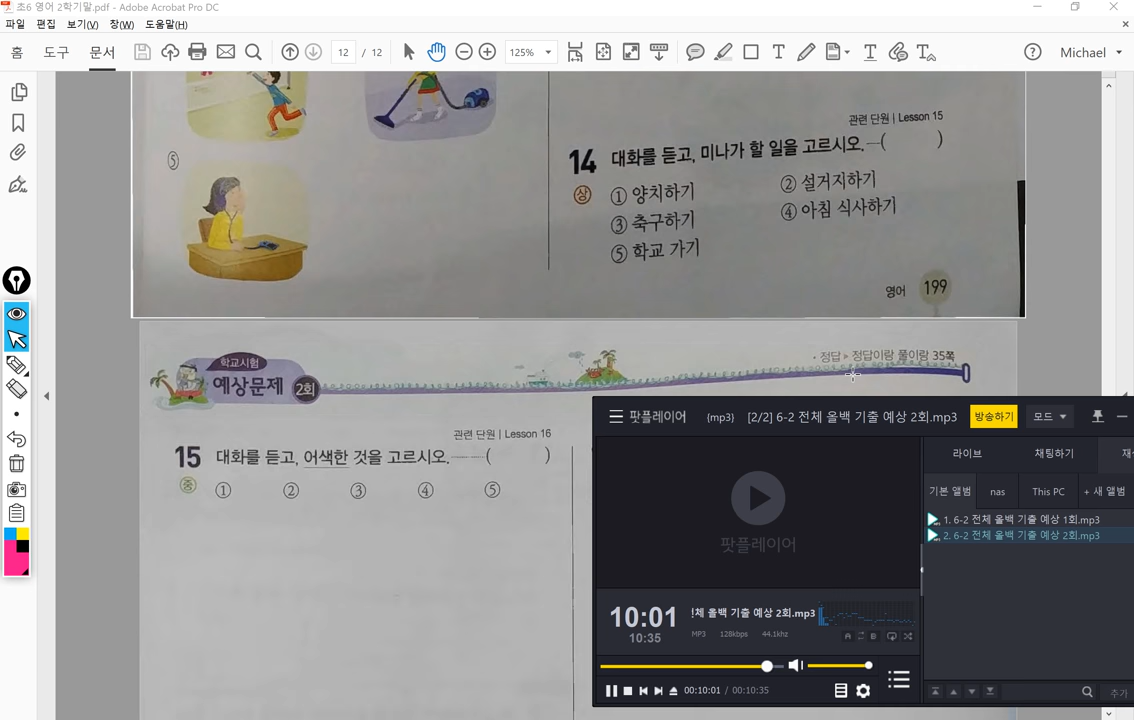 초6 영어 2학기말.pdf - Adobe Acrobat Pro DC
파일 편집 보기(V) 창(W) 도움말(H)
홈 도구 문서 12 / 12 125% Michael
⑤
관련 단원 | Lesson 15
14 대화를 듣고, 미나가 할 일을 고르시오. ─( )
상 ① 양치하기 ② 설거지하기
③ 축구하기 ④ 아침 식사하기
⑤ 학교 가기
영어 199
학교시험
예상문제 2회
• 정답 ▸ 정답이랑 풀이랑 35쪽
관련 단원 | Lesson 16
15 대화를 듣고, 어색한 것을 고르시오. ──( )
중 ① ② ③ ④ ⑤
팟플레이어 {mp3} [2/2] 6-2 전체 올백 기출 예상 2회.mp3 방송하기 모드
라이브 채팅하기
기본 앨범 nas This PC + 새 앨범
1. 6-2 전체 올백 기출 예상 1회.mp3
2. 6-2 전체 올백 기출 예상 2회.mp3
팟플레이어
10:01
10:35
체 올백 기출 예상 2회.mp3
MP3 128kbps 44.1khz
A B
00:10:01 / 00:10:35
추가